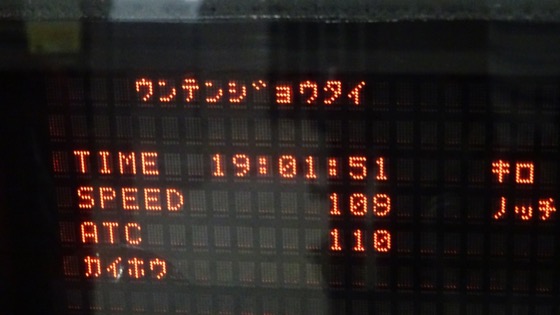 ウンテンジョウタイ
TIME 19:01:51 キロ
SPEED 109 ノッチ
ATC 110
ガイホウ